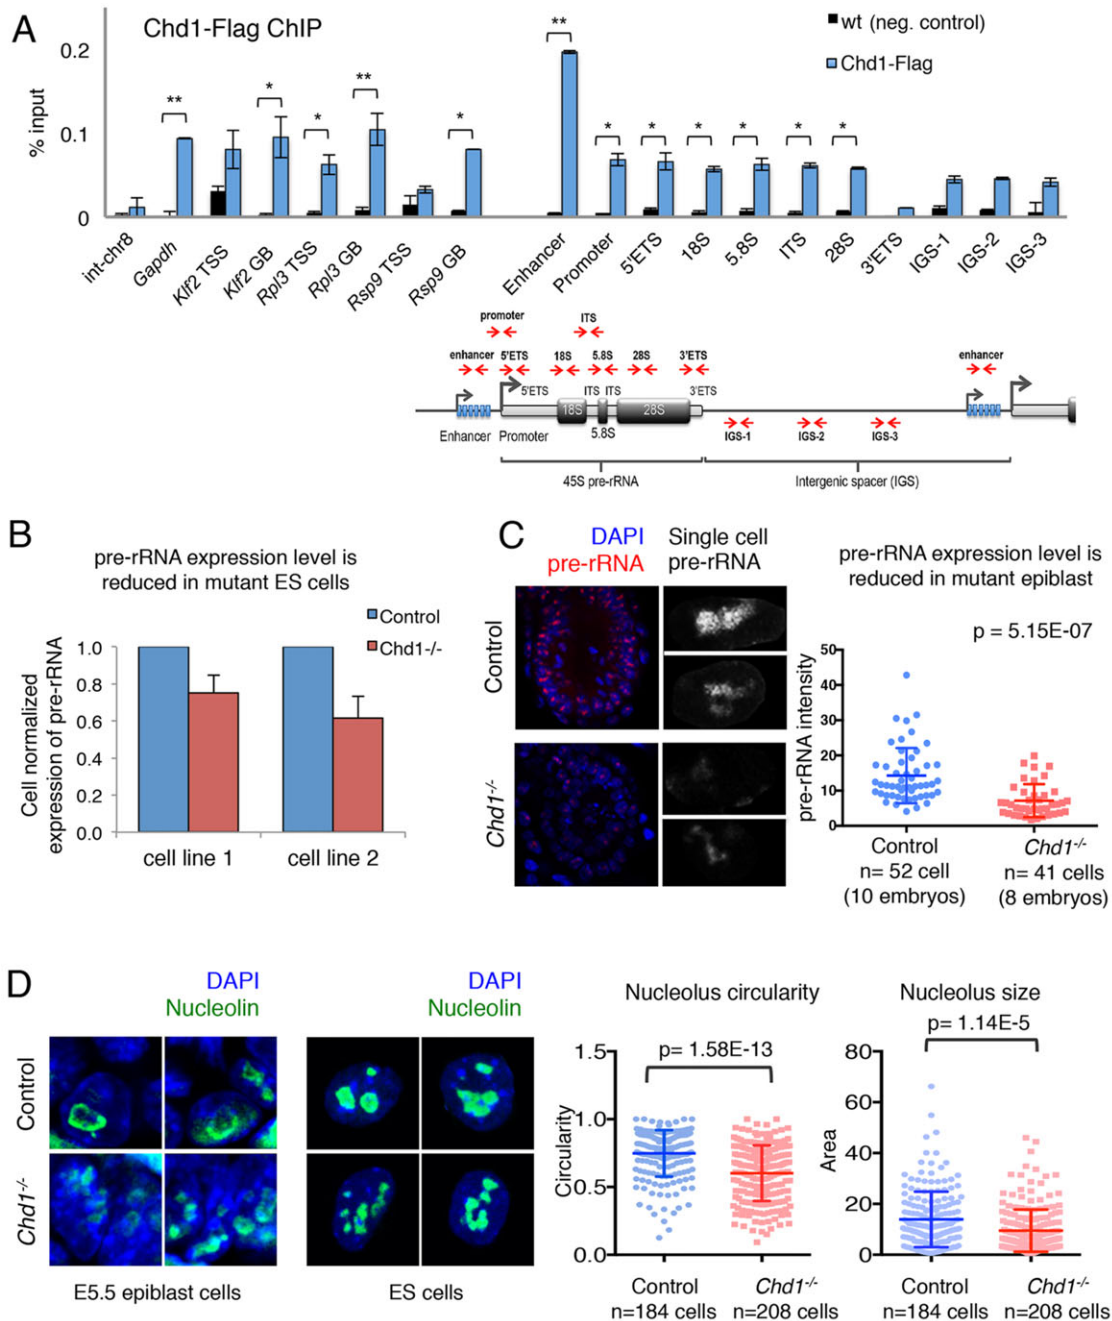 A
Chd1-Flag ChIP
wt (neg. control)
Chd1-Flag
% input
0.2
0.1
0
**
*
*
**
*
**
*
*
*
*
*
*
int-chr8
Gapdh
Klf2 TSS
Klf2 GB
Rpl3 TSS
Rpl3 GB
Rsp9 TSS
Rsp9 GB
Enhancer
Promoter
5'ETS
18S
5.8S
ITS
28S
3'ETS
IGS-1
IGS-2
IGS-3
promoter
ITS
enhancer
5'ETS
18S
5.8S
28S
3'ETS
enhancer
5'ETS
ITS
ITS
3'ETS
18S
28S
Enhancer
Promoter
5.8S
IGS-1
IGS-2
IGS-3
45S pre-rRNA
Intergenic spacer (IGS)
B
pre-rRNA expression level is
reduced in mutant ES cells
Control
Chd1-/-
Cell normalized
expression of pre-rRNA
1.0
0.8
0.6
0.4
0.2
0.0
cell line 1
cell line 2
C
DAPI
pre-rRNA
Single cell
pre-rRNA
Control
Chd1-/-
pre-rRNA expression level is
reduced in mutant epiblast
p = 5.15E-07
pre-rRNA intensity
50
40
30
20
10
0
Control
n= 52 cell
(10 embryos)
Chd1-/-
n= 41 cells
(8 embryos)
D
DAPI
Nucleolin
DAPI
Nucleolin
Control
Chd1-/-
E5.5 epiblast cells
ES cells
Nucleolus circularity
p= 1.58E-13
Circularity
1.5
1.0
0.5
0.0
Control
n=184 cells
Chd1-/-
n=208 cells
Nucleolus size
p= 1.14E-5
Area
80
60
40
20
0
Control
n=184 cells
Chd1-/-
n=208 cells